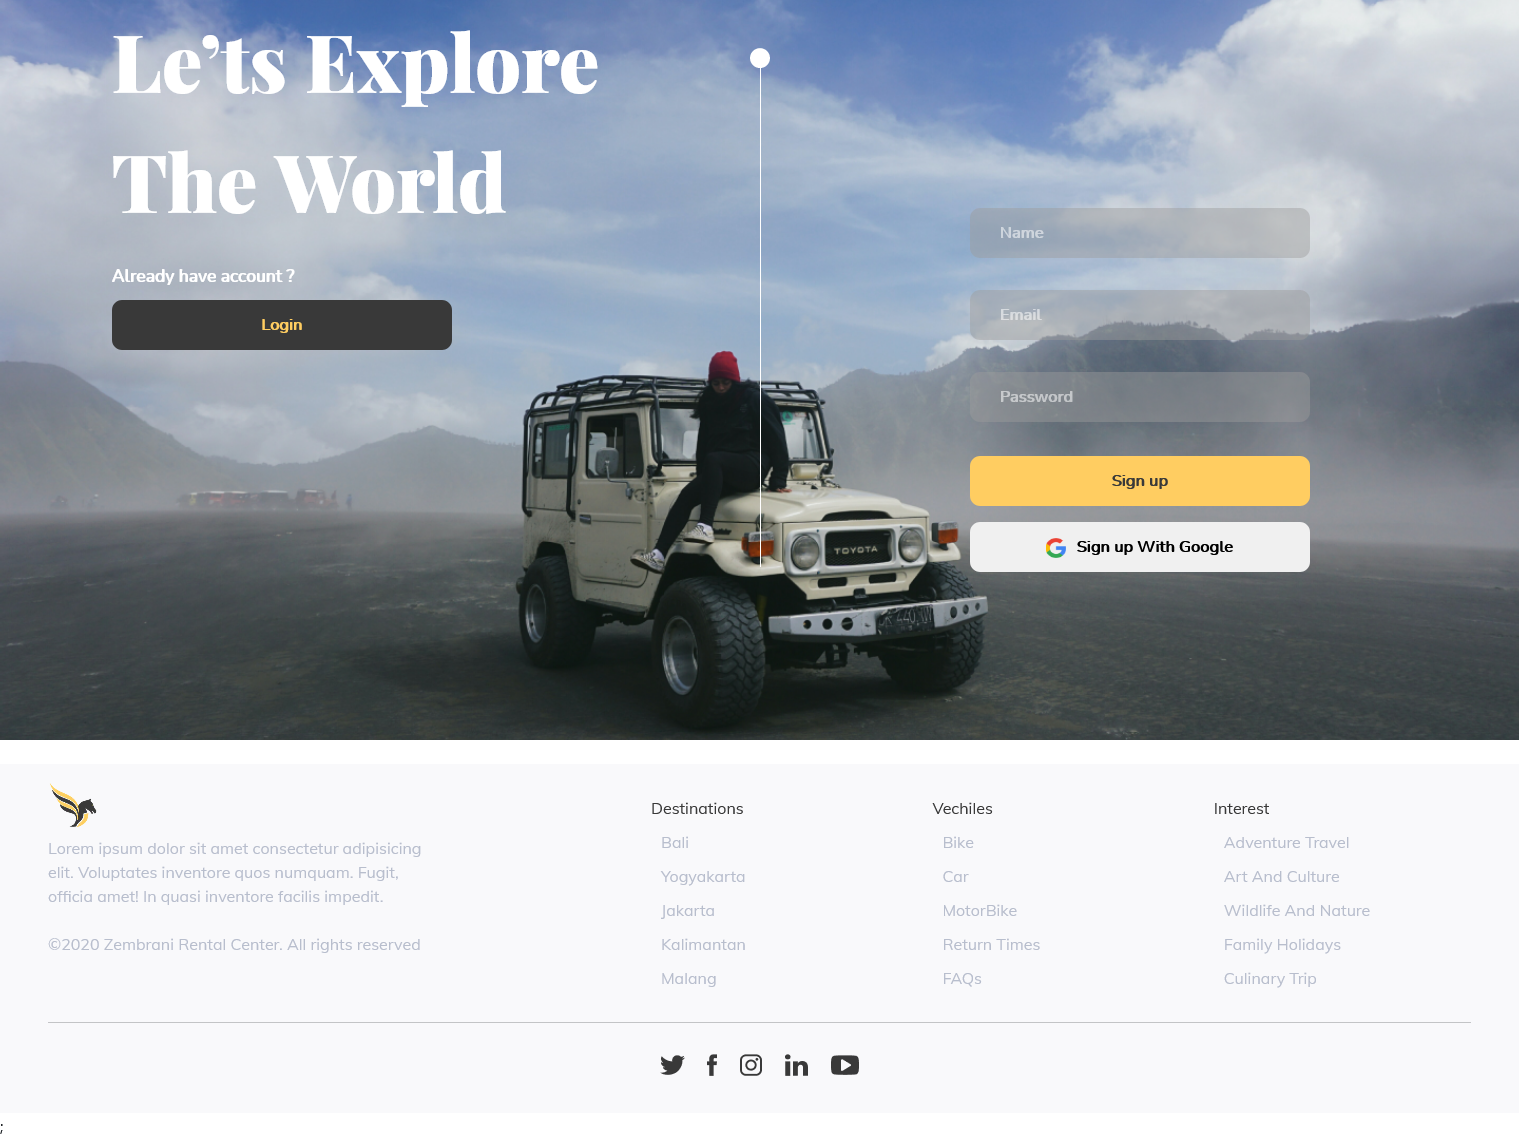 Le’ts Explore
The World
Already have account ?
Login
Name
Email
Password
Sign up
Sign up With Google
TOYOTA
Lorem ipsum dolor sit amet consectetur adipisicing
elit. Voluptates inventore quos numquam. Fugit,
officia amet! In quasi inventore facilis impedit.
©2020 Zembrani Rental Center. All rights reserved
Destinations
Bali
Yogyakarta
Jakarta
Kalimantan
Malang
Vechiles
Bike
Car
MotorBike
Return Times
FAQs
Interest
Adventure Travel
Art And Culture
Wildlife And Nature
Family Holidays
Culinary Trip
;